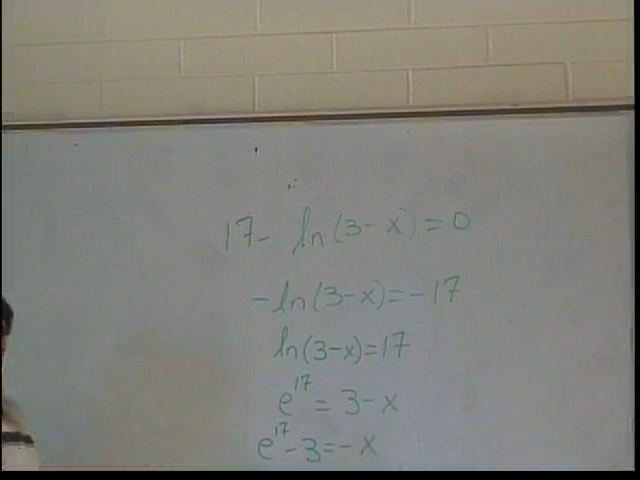 17 - ln(3-x) = 0
-ln(3-x) = -17
ln(3-x) = 17
e^17 = 3-x
e^17 - 3 = -x